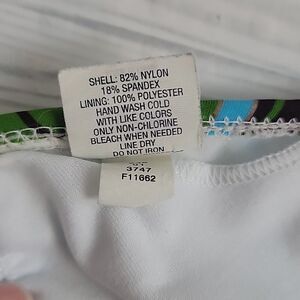 SHELL: 82% NYLON
18% SPANDEX
LINING: 100% POLYESTER
HAND WASH COLD
WITH LIKE COLORS
ONLY NON-CHLORINE
BLEACH WHEN NEEDED
LINE DRY
DO NOT IRON
3747
F11662